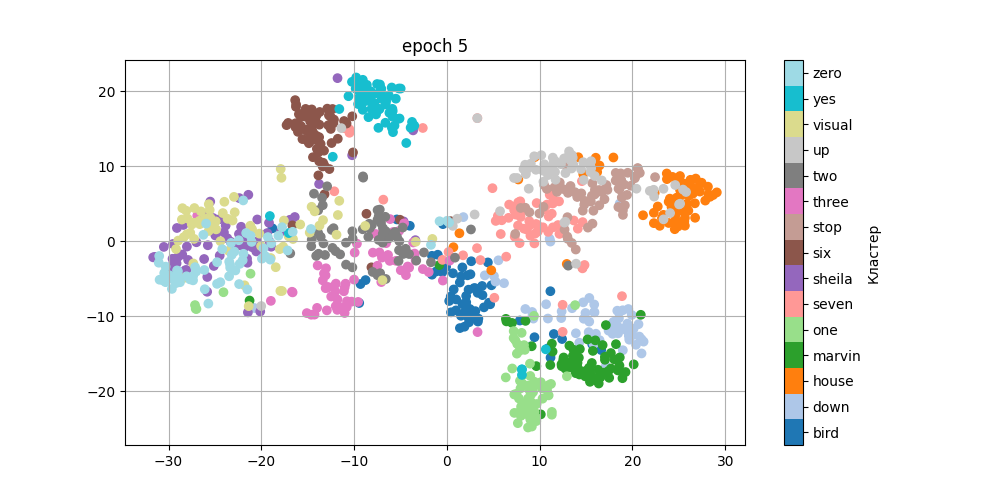 epoch 5
20
10
0
−10
−20
−30
−20
−10
0
10
20
30
zero
yes
visual
up
two
three
stop
six
sheila
seven
one
marvin
house
down
bird
Кластер